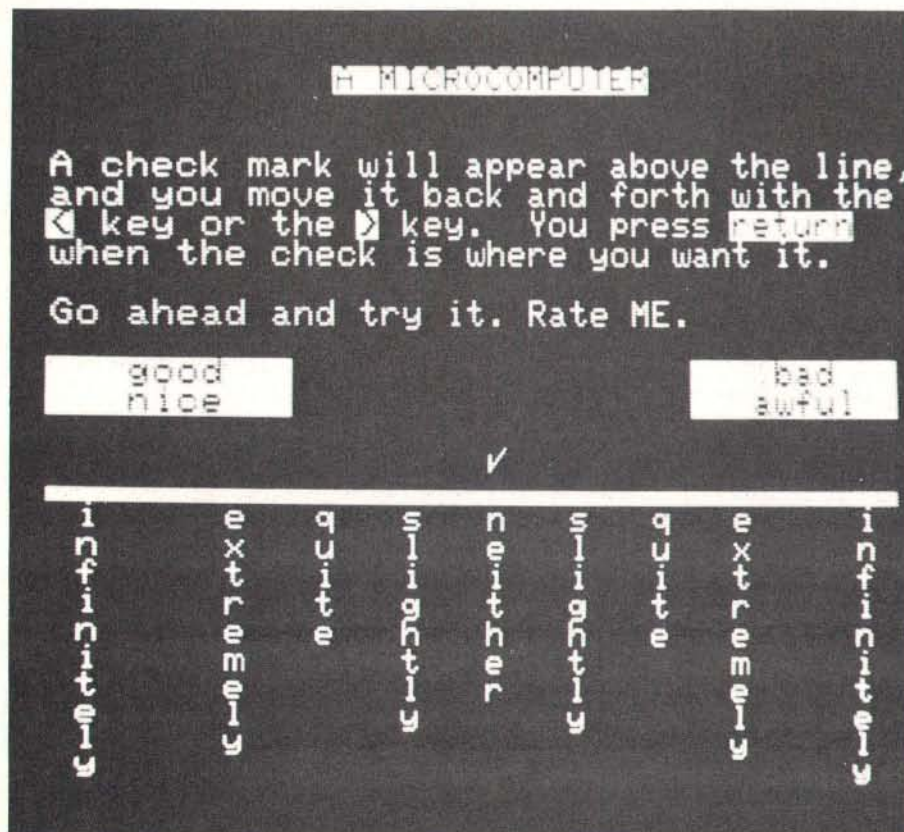 A MICROCOMPUTER
A check mark will appear above the line,
and you move it back and forth with the
< key or the > key. You press return
when the check is where you want it.
Go ahead and try it. Rate ME.
good
nice
bad
awful
infinitely
extremely
quite
slightly
neither
slightly
quite
extremely
infinitely